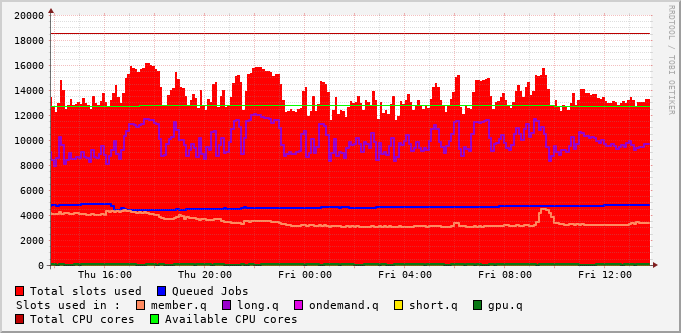 20000
18000
16000
14000
12000
10000
8000
6000
4000
2000
0
Thu 16:00 Thu 20:00 Fri 00:00 Fri 04:00 Fri 08:00 Fri 12:00
RRDTOOL / TOBI OETIKER
Total slots used Queued Jobs
Slots used in : member.q long.q ondemand.q short.q gpu.q
Total CPU cores Available CPU cores